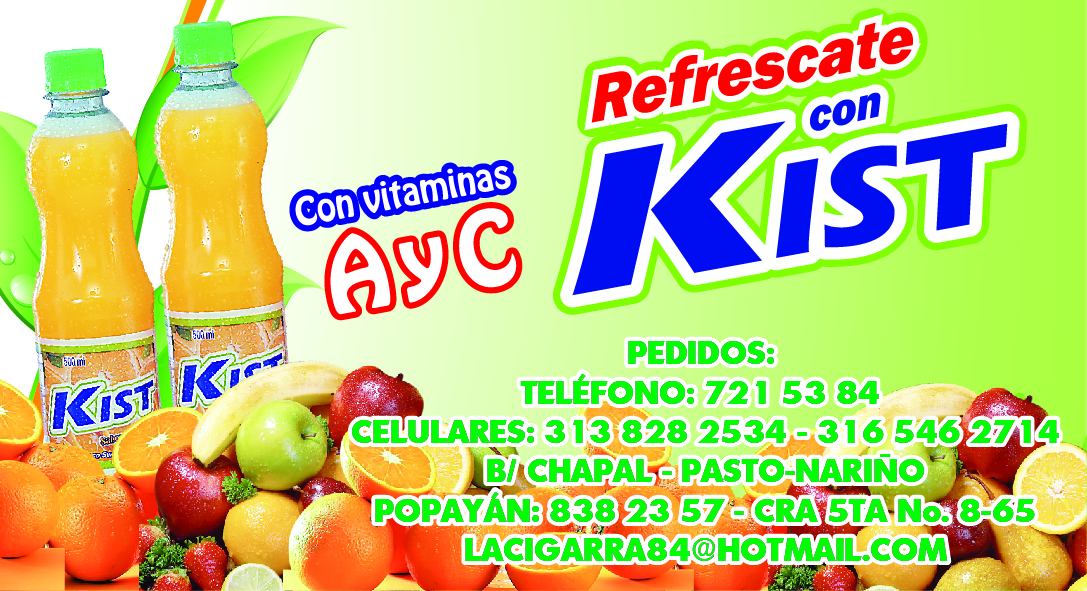 Refrescate
con
KIST
Con vitaminas
AyC
500 ml
KIST
500 ml
KIST
PEDIDOS:
TELÉFONO: 721 53 84
CELULARES: 313 828 2534 - 316 546 2714
B/ CHAPAL - PASTO-NARIÑO
POPAYÁN: 838 23 57 - CRA 5TA No. 8-65
LACIGARRA84@HOTMAIL.COM